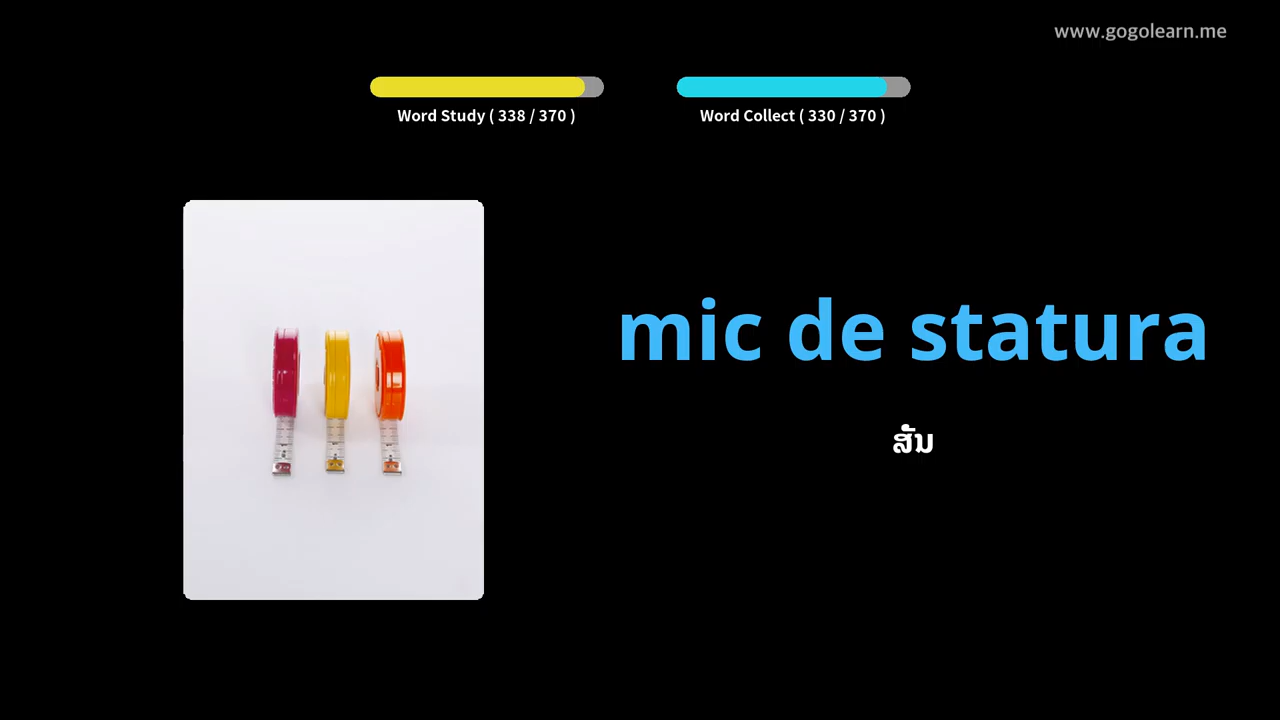 www.gogolearn.me
Word Study ( 338 / 370 )
Word Collect ( 330 / 370 )
mic de statura
ສັ້ນ